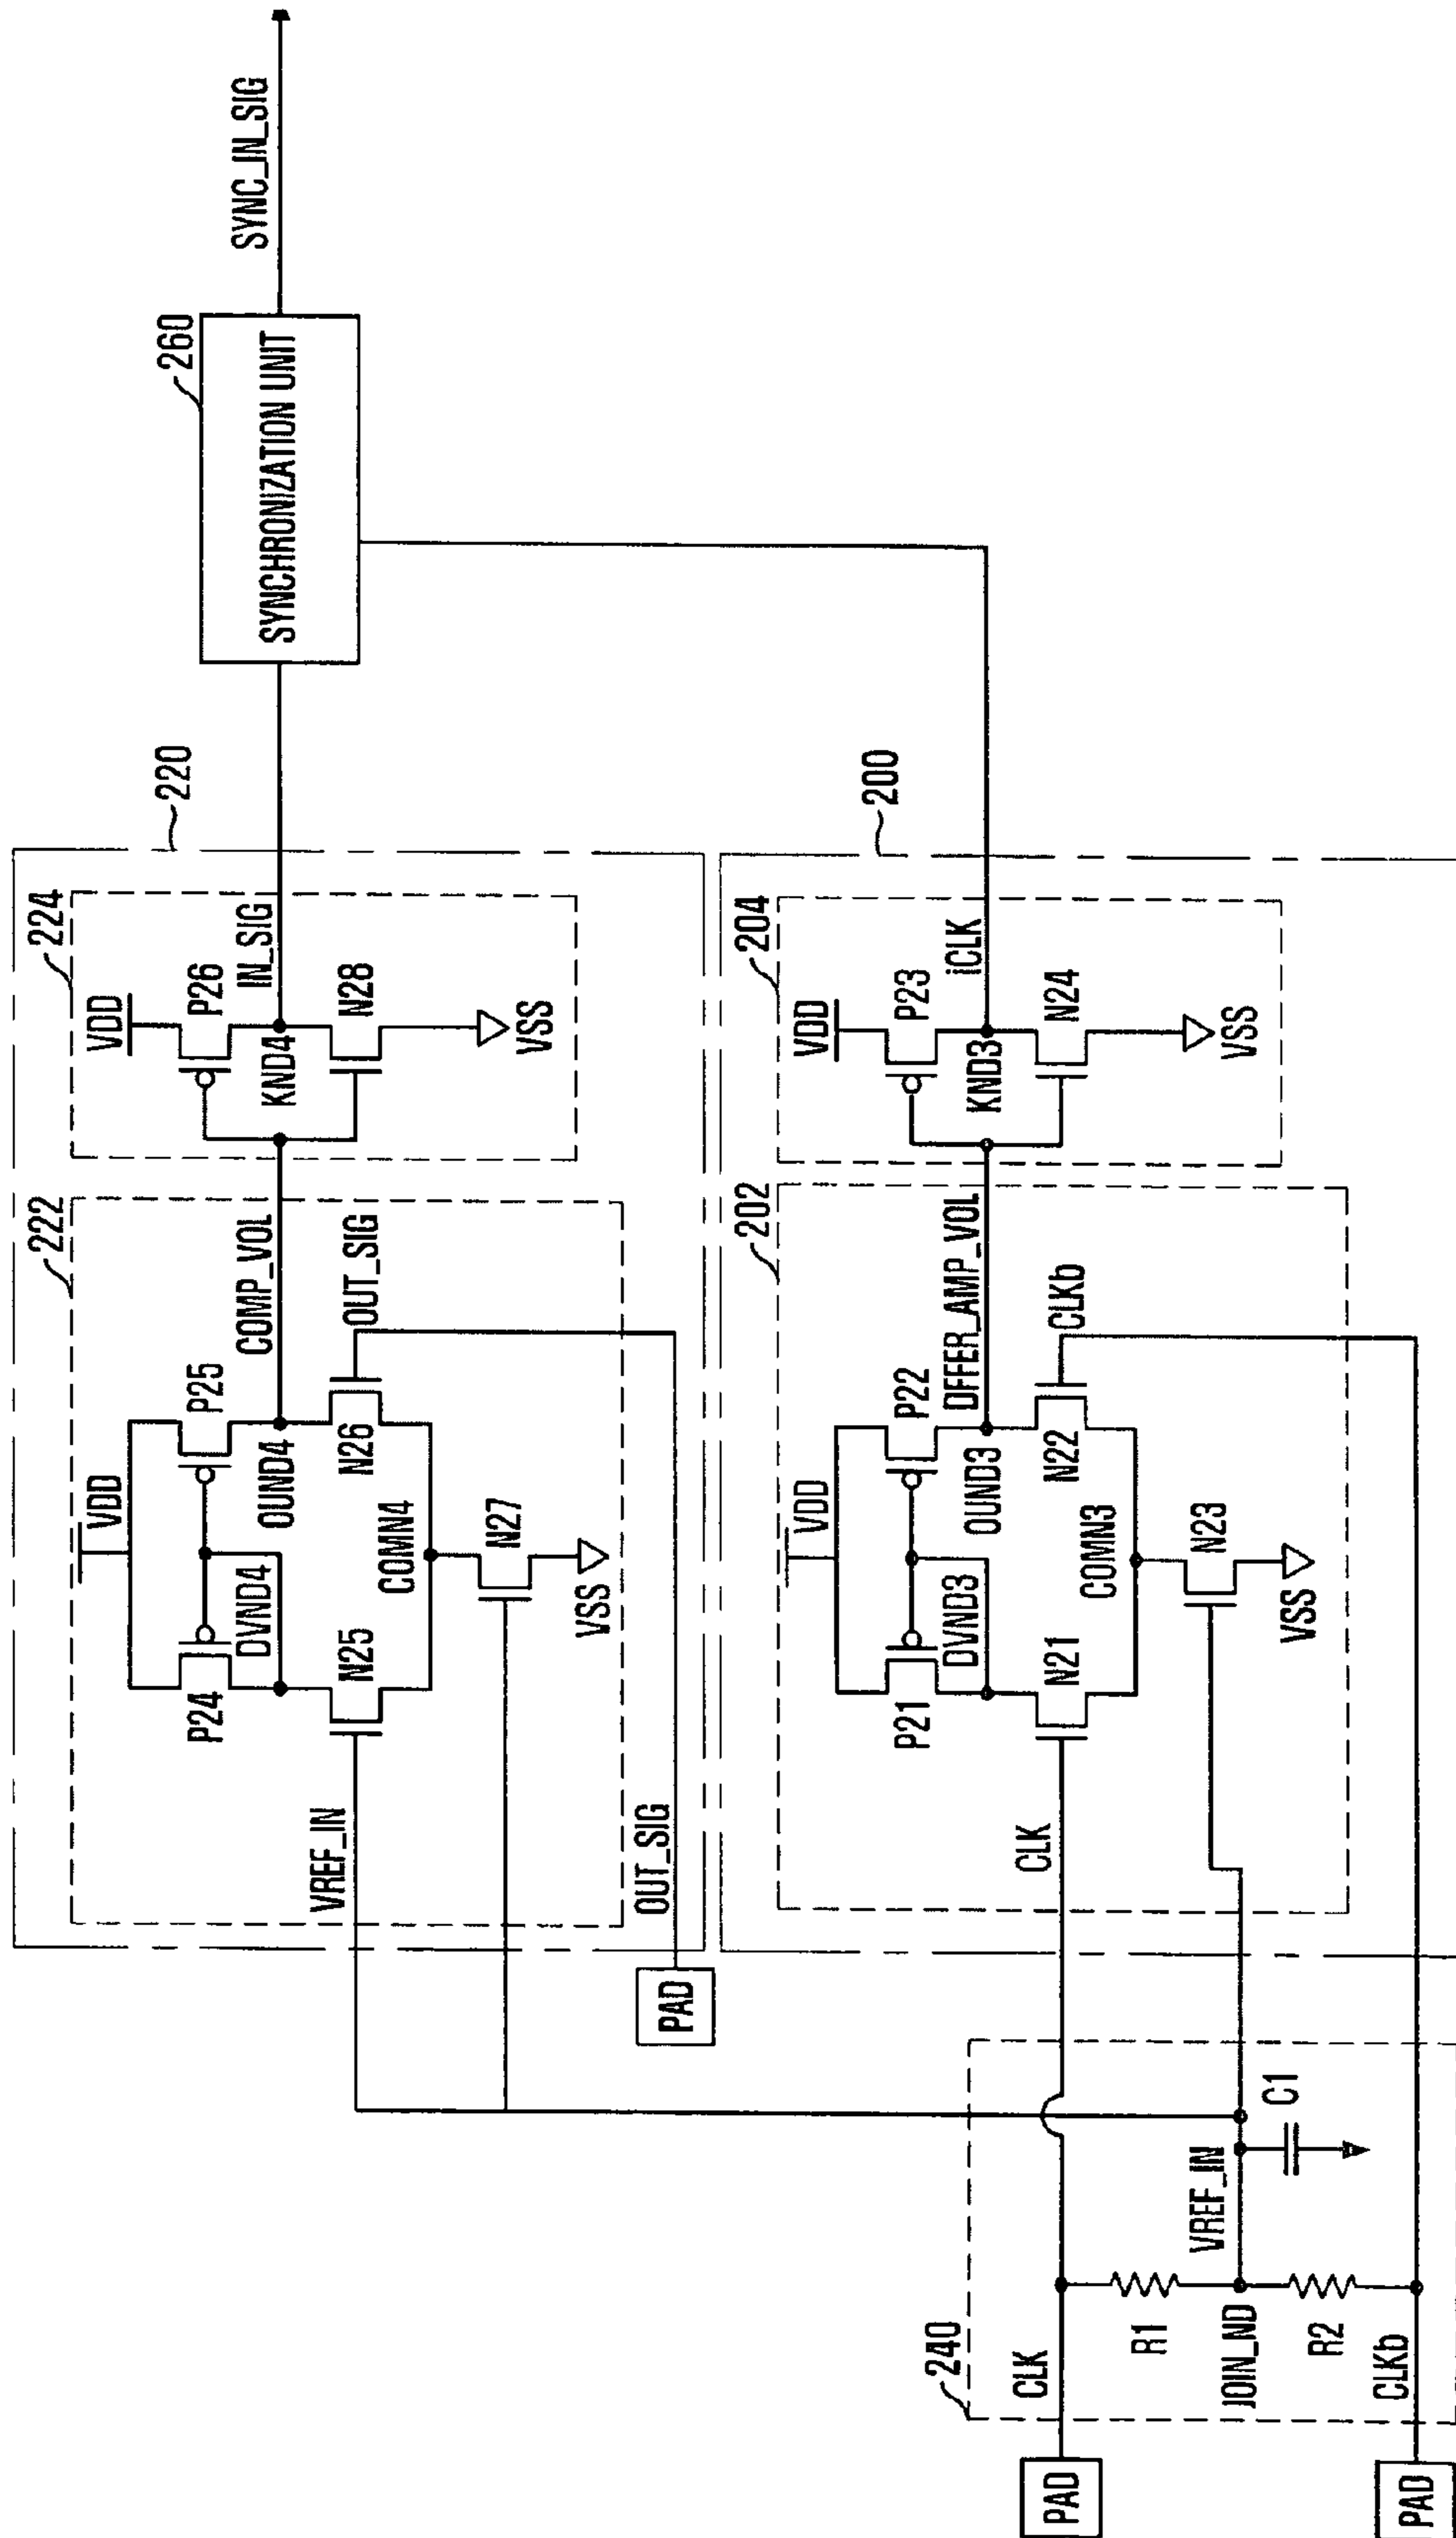 220
222
224
VDD
VDD
P24
P25
P26
DVND4
OUND4
COMP_VOL
KND4
IN_SIG
VREF_IN
N25
N26
OUT_SIG
N28
COMN4
N27
VSS
VSS
OUT_SIG
PAD
260
SYNCHRONIZATION UNIT
SYNC_IN_SIG
200
202
204
VDD
VDD
P21
P22
P23
DVND3
OUND3
DFFER_AMP_VOL
KND3
iCLK
CLK
N21
N22
CLKb
N24
COMN3
N23
VSS
VSS
240
PAD
CLK
R1
VREF_IN
C1
JOIN_ND
R2
PAD
CLKb